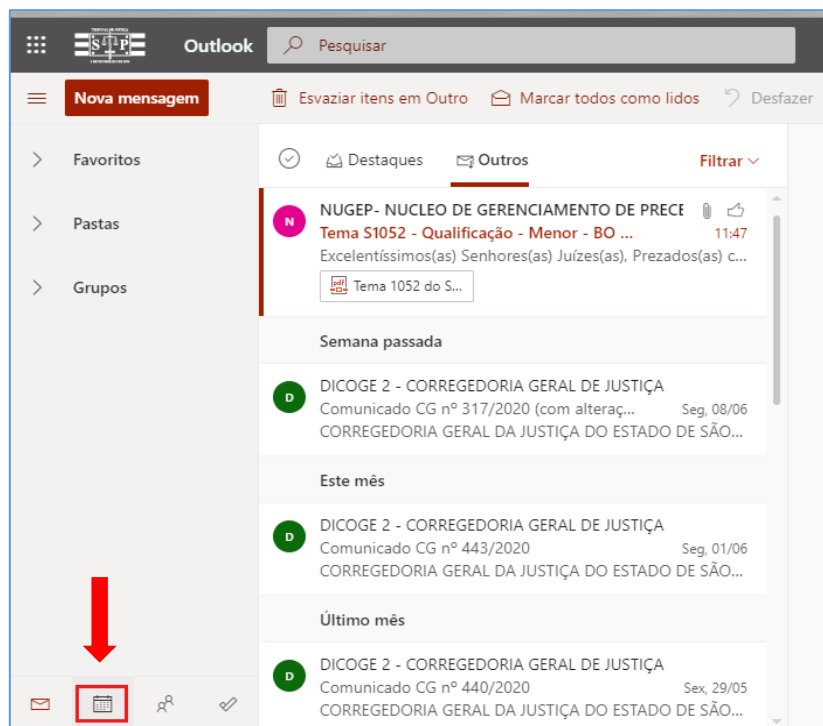 TRIBUNAL DE JUSTIÇA
S P
Outlook
Pesquisar
Nova mensagem
Esvaziar itens em Outro
Marcar todos como lidos
Desfazer
Favoritos
Pastas
Grupos
Destaques
Outros
Filtrar
N
NUGEP- NUCLEO DE GERENCIAMENTO DE PRECE
Tema S1052 - Qualificação - Menor - BO ... 11:47
Excelentíssimos(as) Senhores(as) Juízes(as), Prezados(as) c...
pdf
Tema 1052 do S...
Semana passada
D
DICOGE 2 - CORREGEDORIA GERAL DE JUSTIÇA
Comunicado CG nº 317/2020 (com alteraç... Seg, 08/06
CORREGEDORIA GERAL DA JUSTIÇA DO ESTADO DE SÃO...
Este mês
D
DICOGE 2 - CORREGEDORIA GERAL DE JUSTIÇA
Comunicado CG nº 443/2020 Seg, 01/06
CORREGEDORIA GERAL DA JUSTIÇA DO ESTADO DE SÃO...
Último mês
D
DICOGE 2 - CORREGEDORIA GERAL DE JUSTIÇA
Comunicado CG nº 440/2020 Sex, 29/05
CORREGEDORIA GERAL DA JUSTIÇA DO ESTADO DE SÃO...